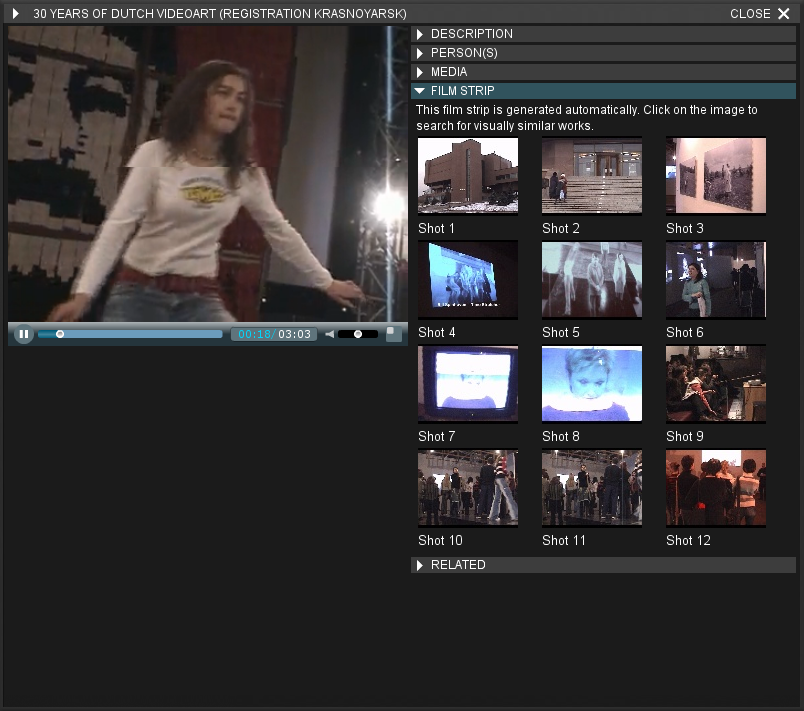 30 YEARS OF DUTCH VIDEOART (REGISTRATION KRASNOYARSK)
CLOSE
DESCRIPTION
PERSON(S)
MEDIA
FILM STRIP
This film strip is generated automatically. Click on the image to
search for visually similar works.
Shot 1
Shot 2
Shot 3
Shot 4
Shot 5
Shot 6
Shot 7
Shot 8
Shot 9
Shot 10
Shot 11
Shot 12
00:18/03:03
RELATED